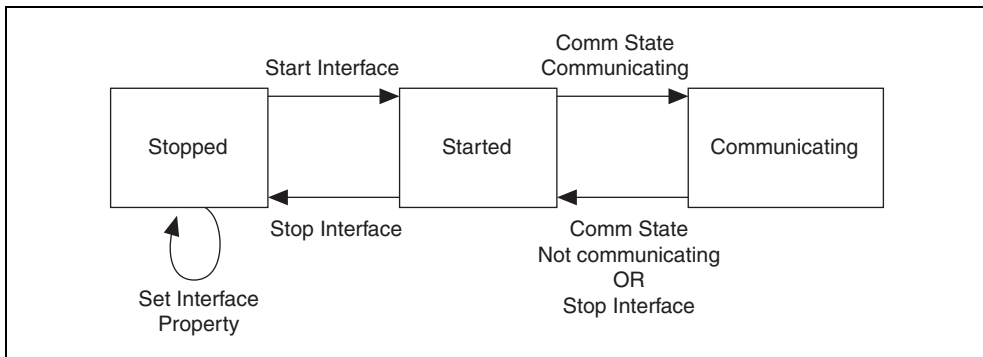 Start Interface
Comm State
Communicating
Stopped
Started
Communicating
Stop Interface
Comm State
Not communicating
OR
Stop Interface
Set Interface
Property